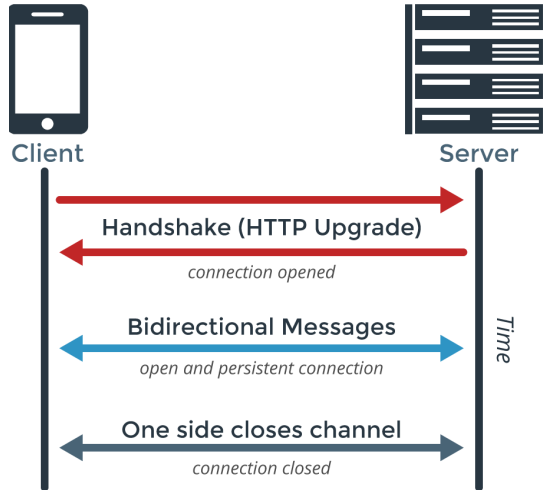 Client
Server
Handshake (HTTP Upgrade)
connection opened
Bidirectional Messages
open and persistent connection
Time
One side closes channel
connection closed